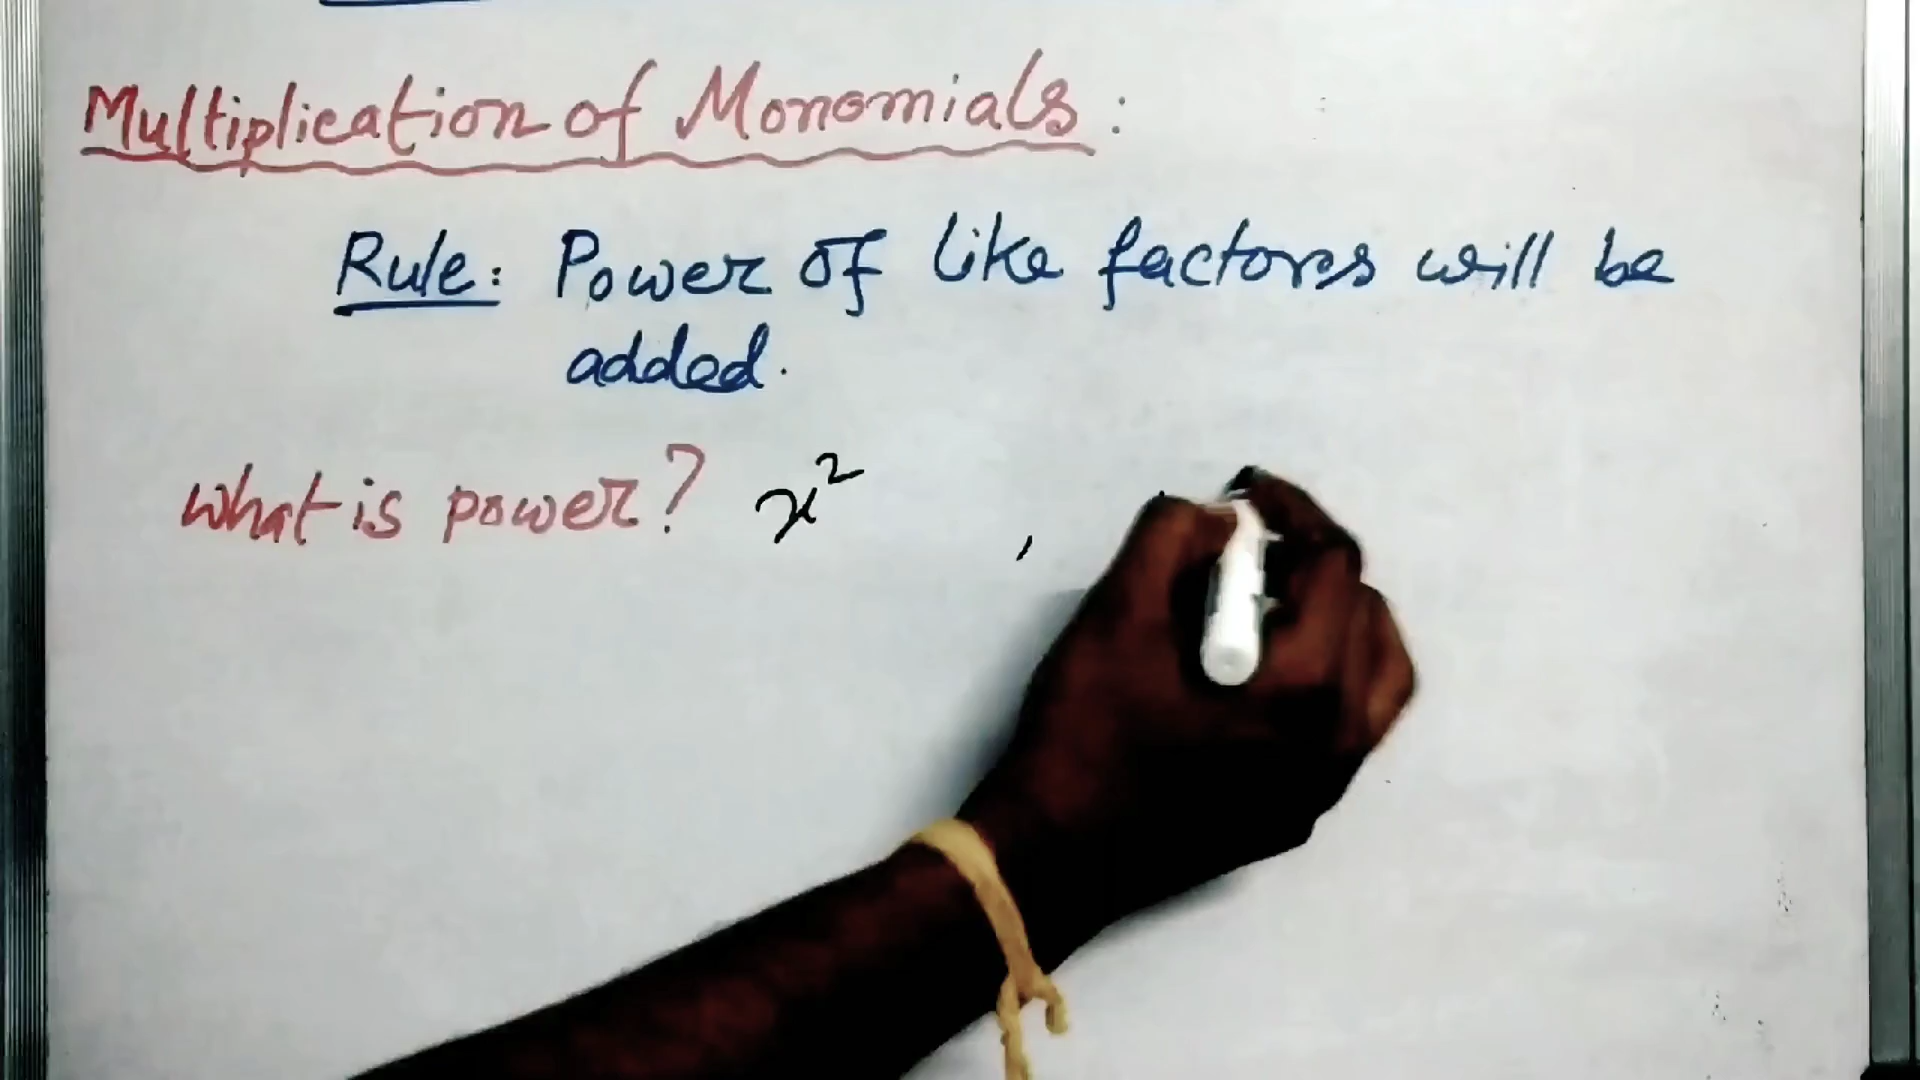 Multiplication of Monomials :
Rule: Power of like factors will be
added.
what is power? x² ,